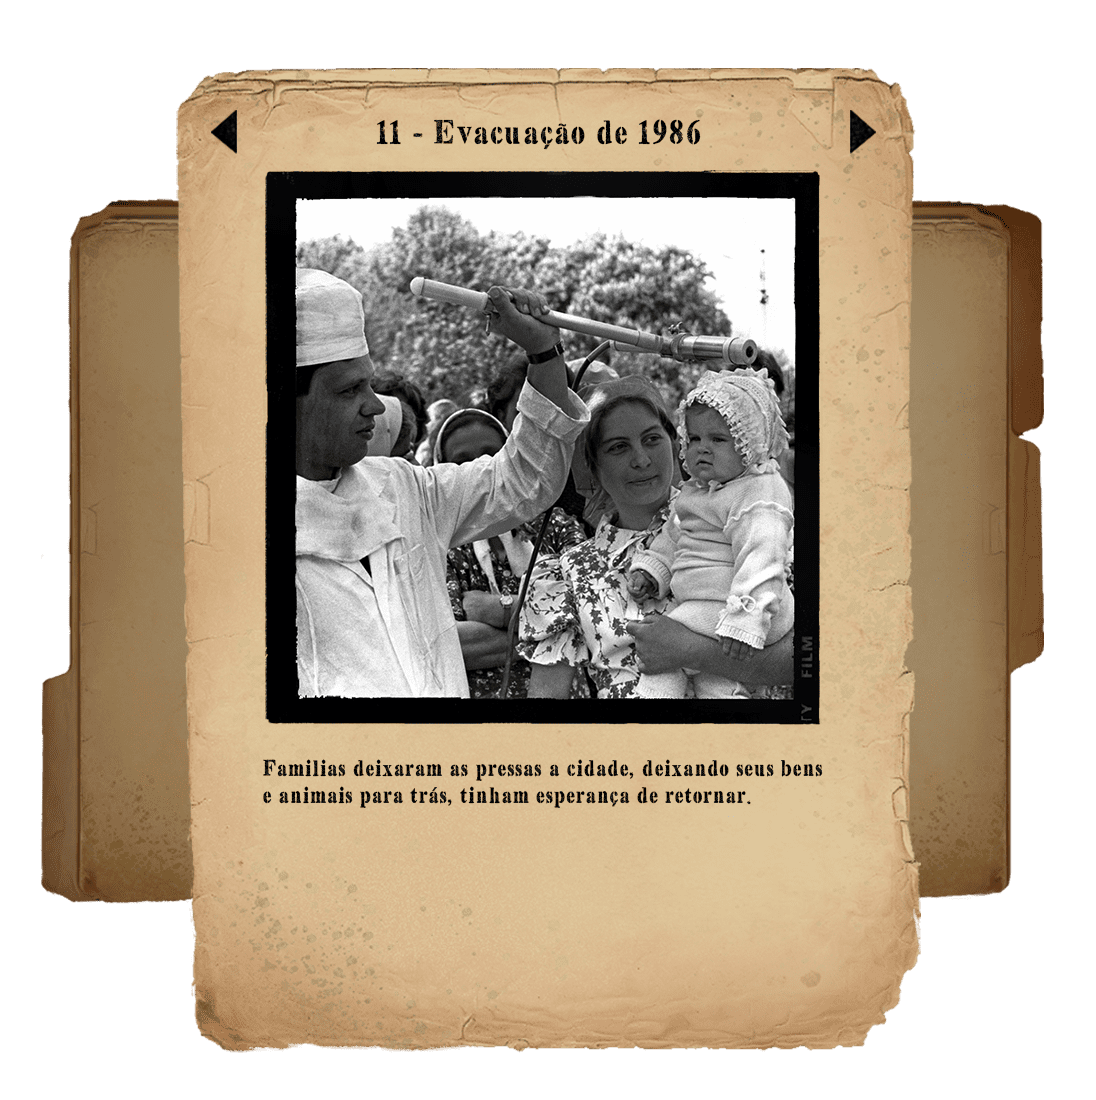 11 - Evacuação de 1986
TY FILM
Familias deixaram as pressas a cidade, deixando seus bens
e animais para trás, tinham esperança de retornar.